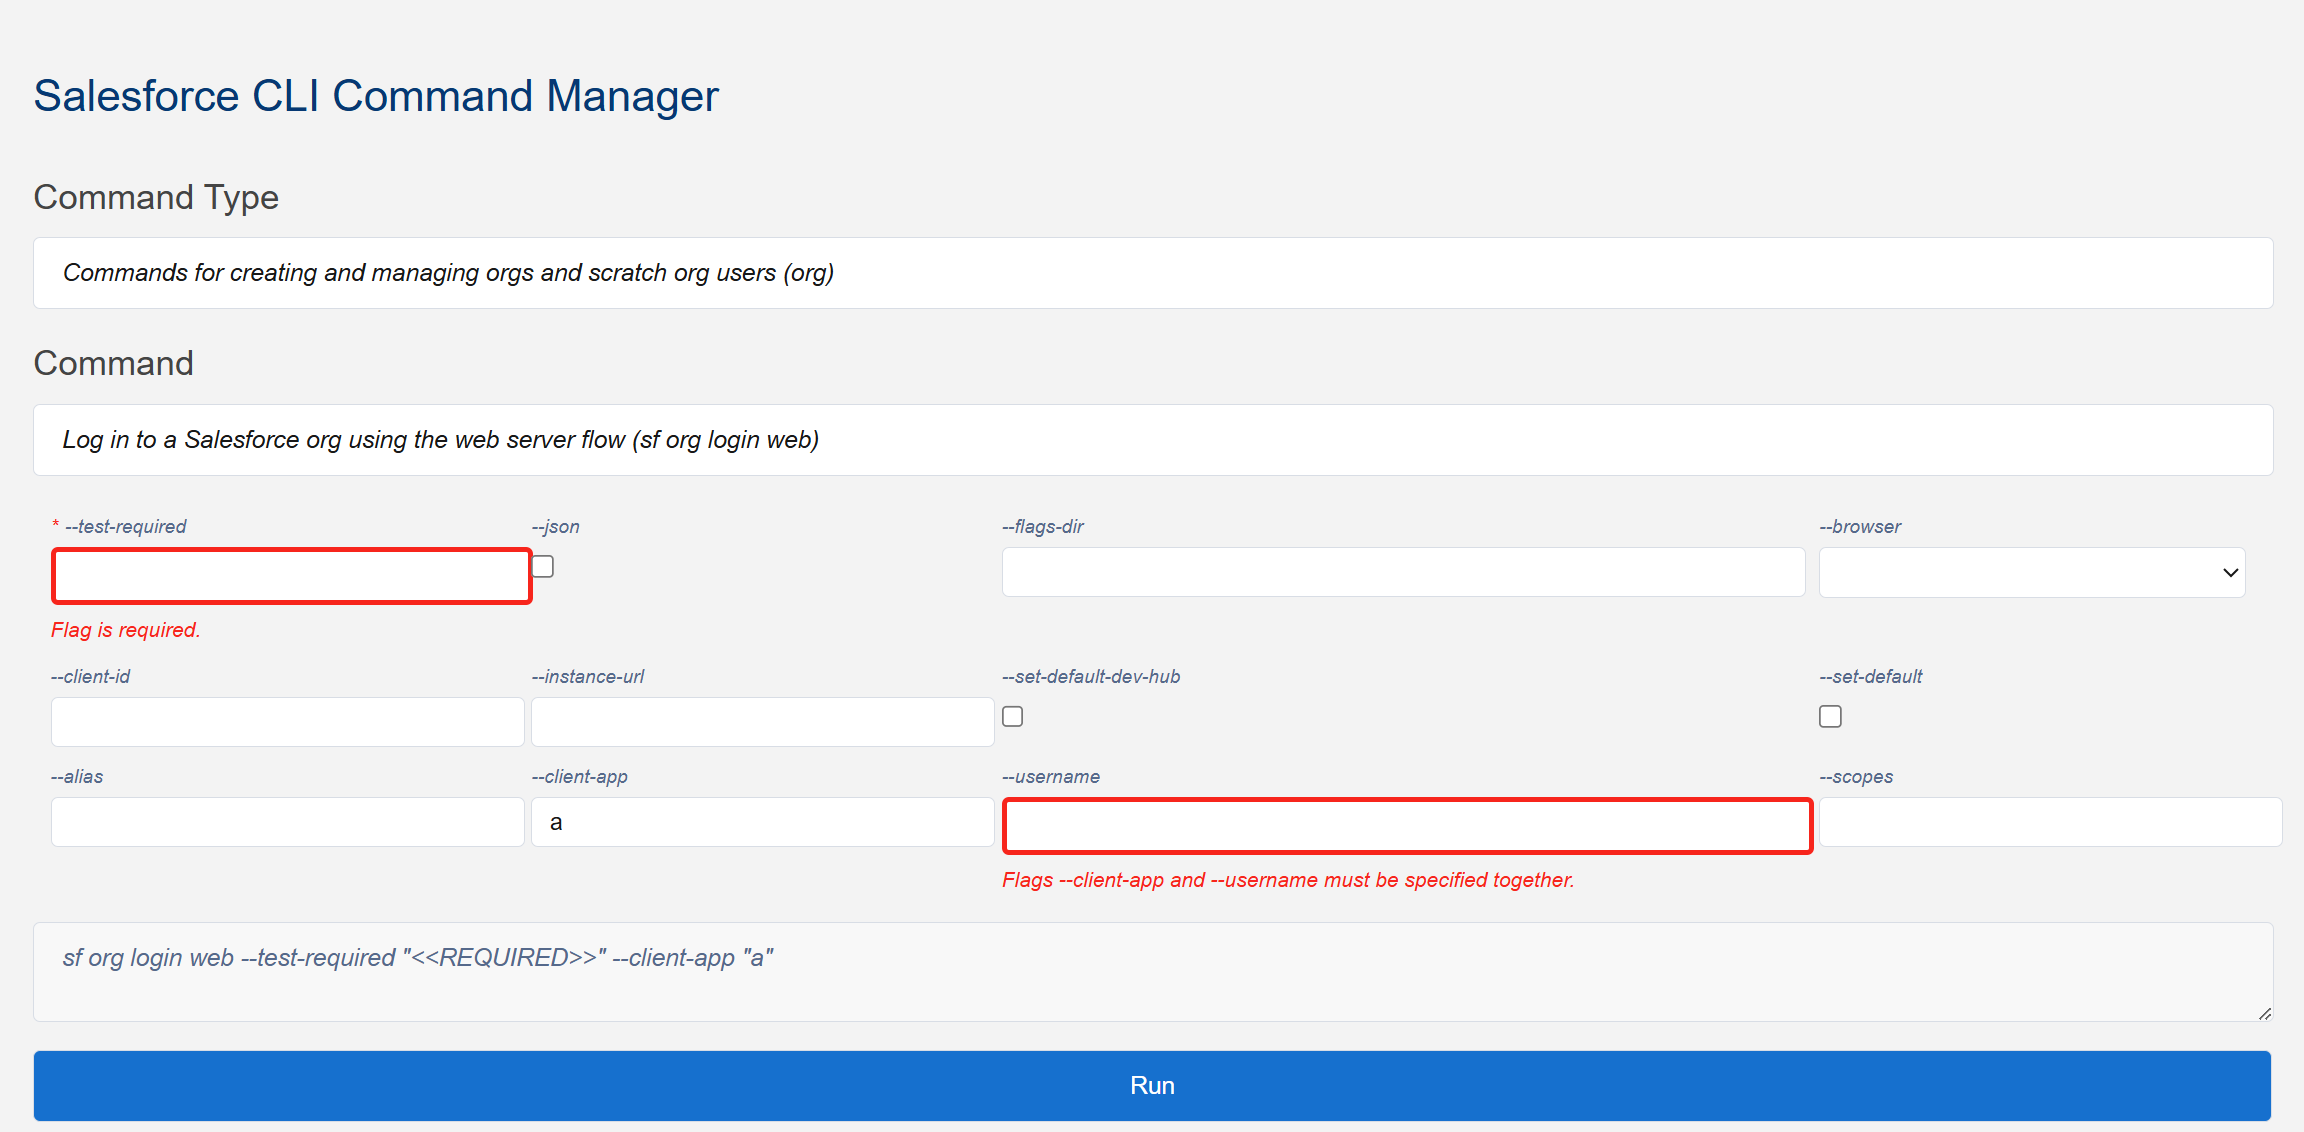 Salesforce CLI Command Manager
Command Type
Commands for creating and managing orgs and scratch org users (org)
Command
Log in to a Salesforce org using the web server flow (sf org login web)
* --test-required --json --flags-dir --browser
Flag is required.
--client-id --instance-url --set-default-dev-hub --set-default
--alias --client-app --username --scopes
a
Flags --client-app and --username must be specified together.
sf org login web --test-required "<<REQUIRED>>" --client-app "a"
Run